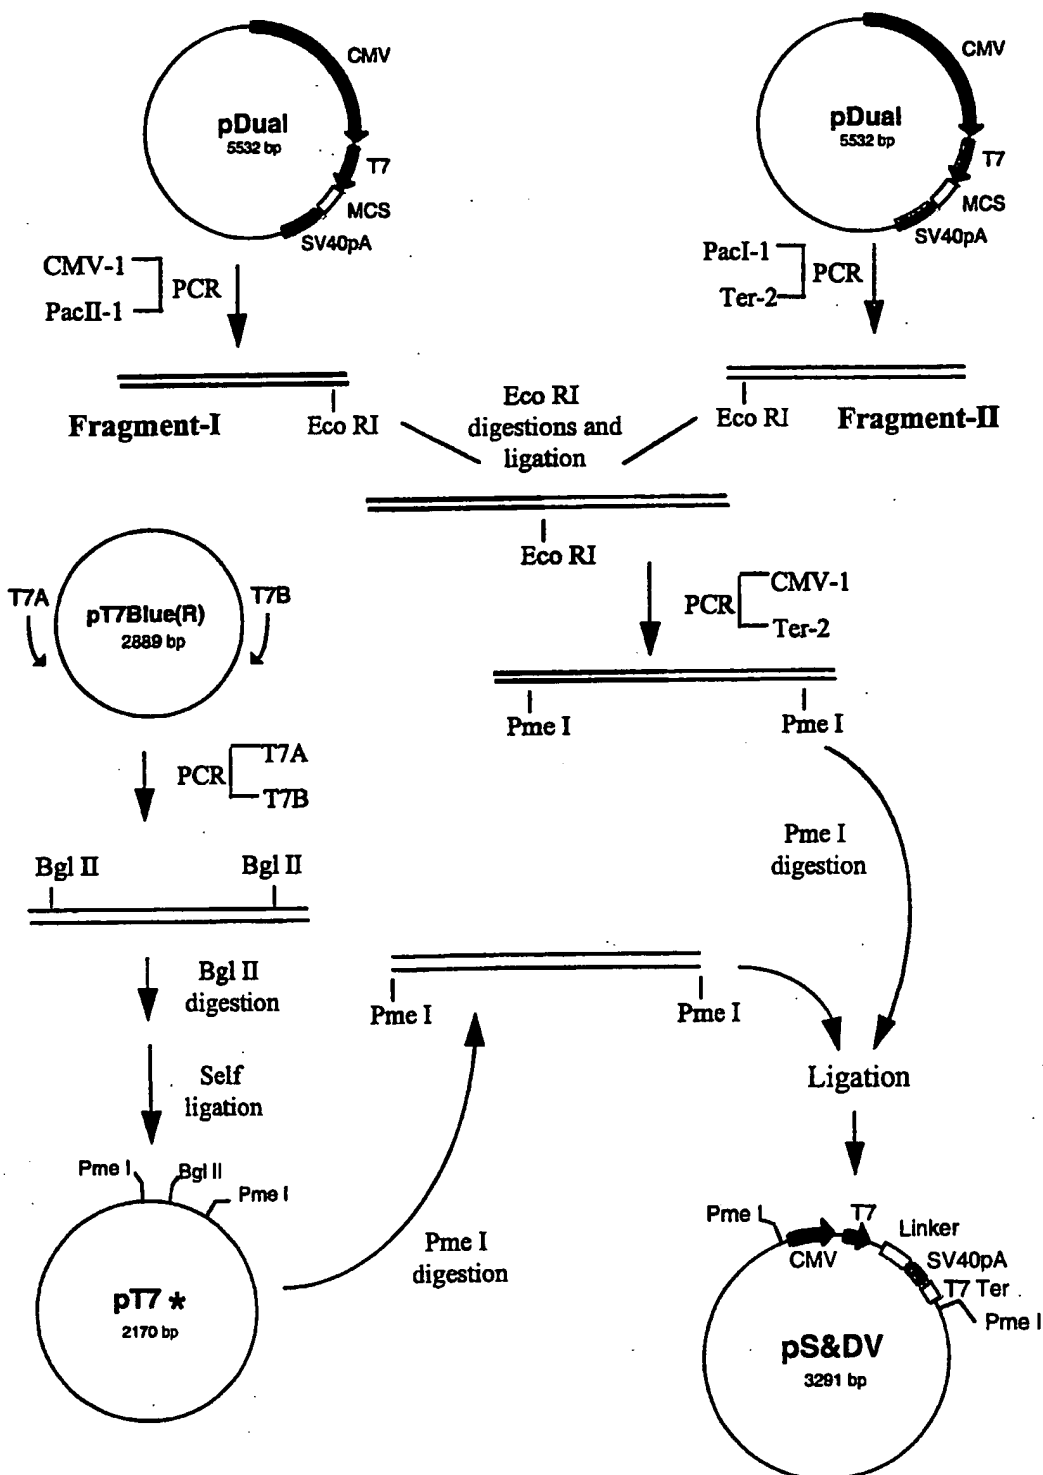 CMV
pDual
5532 bp
T7
MCS
SV40pA
CMV-1
PCR
PacII-1
CMV
pDual
5532 bp
T7
MCS
SV40pA
PacI-1
PCR
Ter-2
Fragment-I
Eco RI
Eco RI
digestions and
ligation
Eco RI
Fragment-II
Eco RI
PCR
CMV-1
Ter-2
T7A
pT7Blue(R)
2889 bp
T7B
Pme I
Pme I
PCR
T7A
T7B
Pme I
digestion
Bgl II
Bgl II
Bgl II
digestion
Pme I
Pme I
Self
ligation
Ligation
Pme I
Bgl II
Pme I
pT7 *
2170 bp
Pme I
digestion
Pme I
T7
Linker
CMV
SV40pA
T7 Ter
Pme I
pS&DV
3291 bp